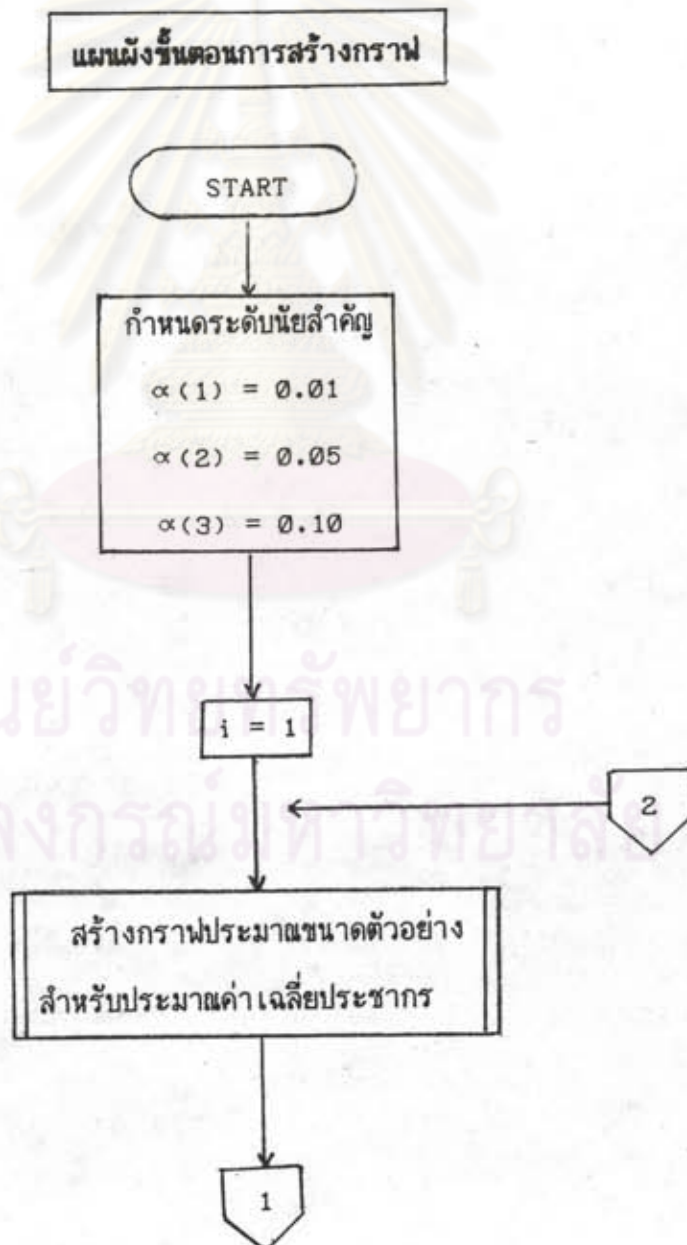 แผนผังขั้นตอนการสร้างกราฟ
START
กำหนดระดับนัยสำคัญ
∝(1) = 0.01
∝(2) = 0.05
∝(3) = 0.10
i = 1
2
สร้างกราฟประมาณขนาดตัวอย่าง
สำหรับประมาณค่าเฉลี่ยประชากร
1